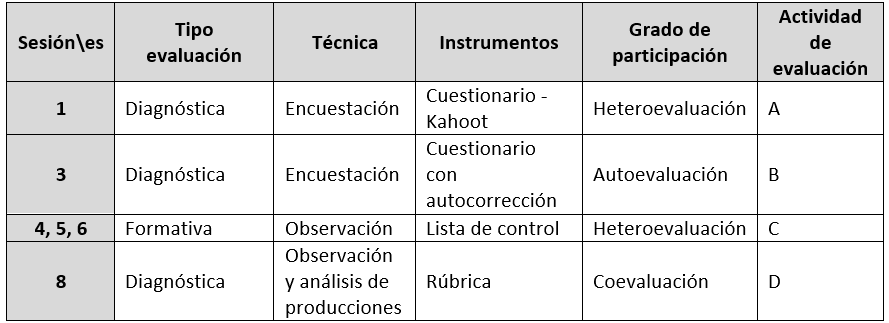 Sesión\es
Tipo evaluación
Técnica
Instrumentos
Grado de participación
Actividad de evaluación
1
Diagnóstica
Encuestación
Cuestionario - Kahoot
Heteroevaluación
A
3
Diagnóstica
Encuestación
Cuestionario con autocorrección
Autoevaluación
B
4, 5, 6
Formativa
Observación
Lista de control
Heteroevaluación
C
8
Diagnóstica
Observación y análisis de producciones
Rúbrica
Coevaluación
D